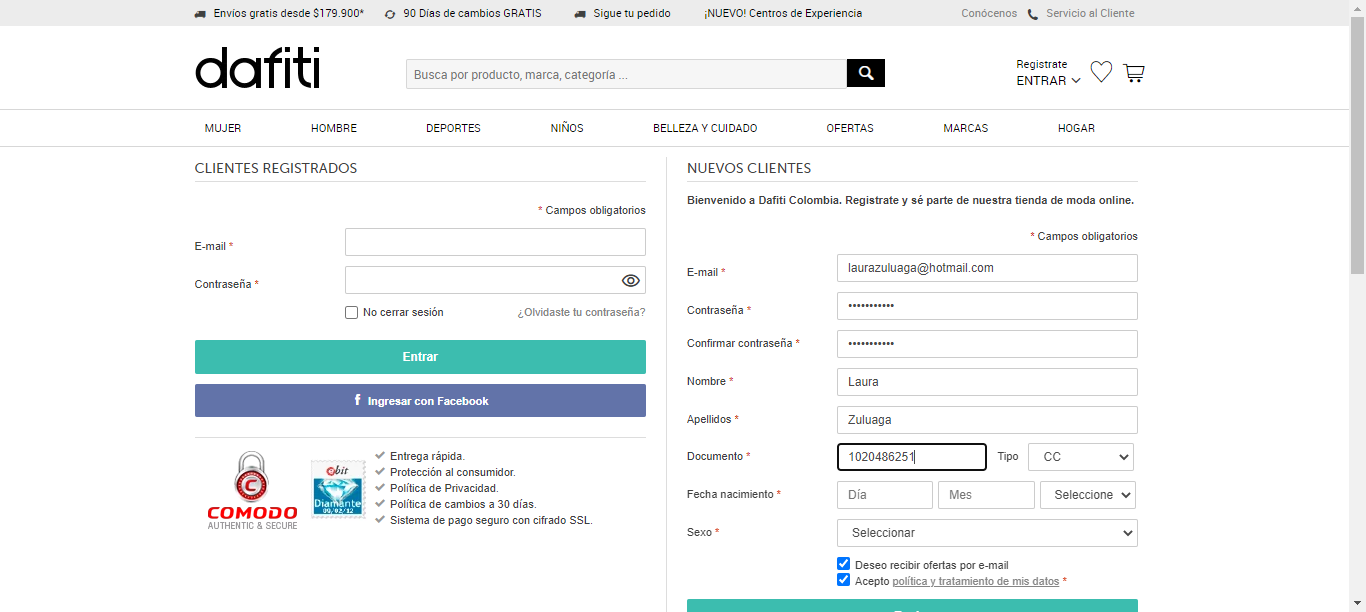 Envíos gratis desde $179.900* 90 Días de cambios GRATIS Sigue tu pedido ¡NUEVO! Centros de Experiencia Conócenos Servicio al Cliente
dafiti
Busca por producto, marca, categoría ...
Registrate
ENTRAR
MUJER HOMBRE DEPORTES NIÑOS BELLEZA Y CUIDADO OFERTAS MARCAS HOGAR
CLIENTES REGISTRADOS
* Campos obligatorios
E-mail *
Contraseña *
No cerrar sesión ¿Olvidaste tu contraseña?
Entrar
f Ingresar con Facebook
COMODO
AUTHENTIC & SECURE
ebit
Diamante
09/02/12
Entrega rápida.
Protección al consumidor.
Política de Privacidad.
Política de cambios a 30 días.
Sistema de pago seguro con cifrado SSL.
NUEVOS CLIENTES
Bienvenido a Dafiti Colombia. Registrate y sé parte de nuestra tienda de moda online.
* Campos obligatorios
E-mail * laurazuluaga@hotmail.com
Contraseña * •••••••••••
Confirmar contraseña * •••••••••••
Nombre * Laura
Apellidos * Zuluaga
Documento * 1020486251 Tipo CC
Fecha nacimiento * Día Mes Seleccione
Sexo * Seleccionar
Deseo recibir ofertas por e-mail
Acepto política y tratamiento de mis datos *